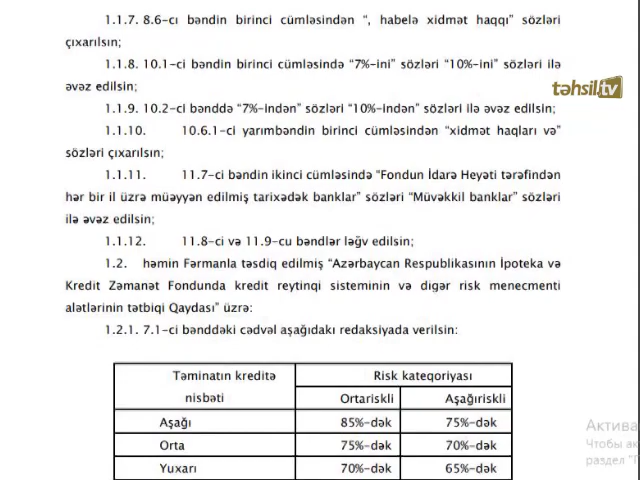 1.1.7. 8.6-cı bəndin birinci cümləsindən “, habelə xidmət haqqı” sözləri
çıxarılsın;
1.1.8. 10.1-ci bəndin birinci cümləsində “7%-ini” sözləri “10%-ini” sözləri ilə
əvəz edilsin;
təhsil.tv
1.1.9. 10.2-ci bənddə “7%-indən” sözləri “10%-indən” sözləri ilə əvəz edilsin;
1.1.10. 10.6.1-ci yarımbəndin birinci cümləsindən “xidmət haqları və”
sözləri çıxarılsın;
1.1.11. 11.7-ci bəndin ikinci cümləsində “Fondun İdarə Heyəti tərəfindən
hər bir il üzrə müəyyən edilmiş tarixədək banklar” sözləri “Müvəkkil banklar” sözləri
ilə əvəz edilsin;
1.1.12. 11.8-ci və 11.9-cu bəndlər ləğv edilsin;
1.2. həmin Fərmanla təsdiq edilmiş “Azərbaycan Respublikasının İpoteka və
Kredit Zəmanət Fondunda kredit reytinqi sisteminin və digər risk menecmenti
alətlərinin tətbiqi Qaydası” üzrə:
1.2.1. 7.1-ci bənddəki cədvəl aşağıdakı redaksiyada verilsin:
Təminatın kreditə Risk kateqoriyası
nisbəti Ortariskli Aşağıriskli
Aşağı 85%-dək 75%-dək
Orta 75%-dək 70%-dək
Yuxarı 70%-dək 65%-dək
Актива
Чтобы ак
раздел "П